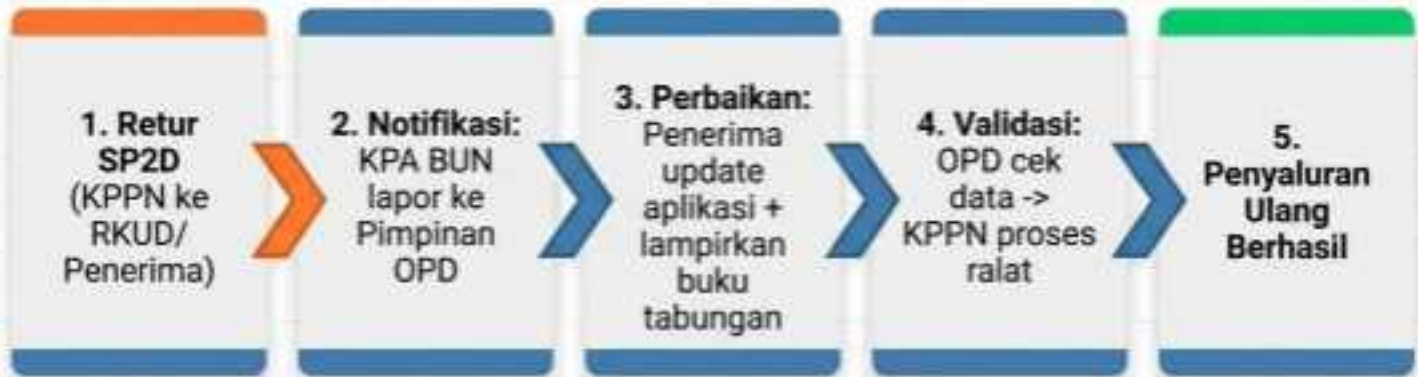 1. Retur
SP2D
(KPPN ke
RKUD/
Penerima)
2. Notifikasi:
KPA BUN
lapor ke
Pimpinan
OPD
3. Perbaikan:
Penerima
update
aplikasi +
lampirkan
buku
tabungan
4. Validasi:
OPD cek
data ->
KPPN proses
ralat
5.
Penyaluran
Ulang
Berhasil